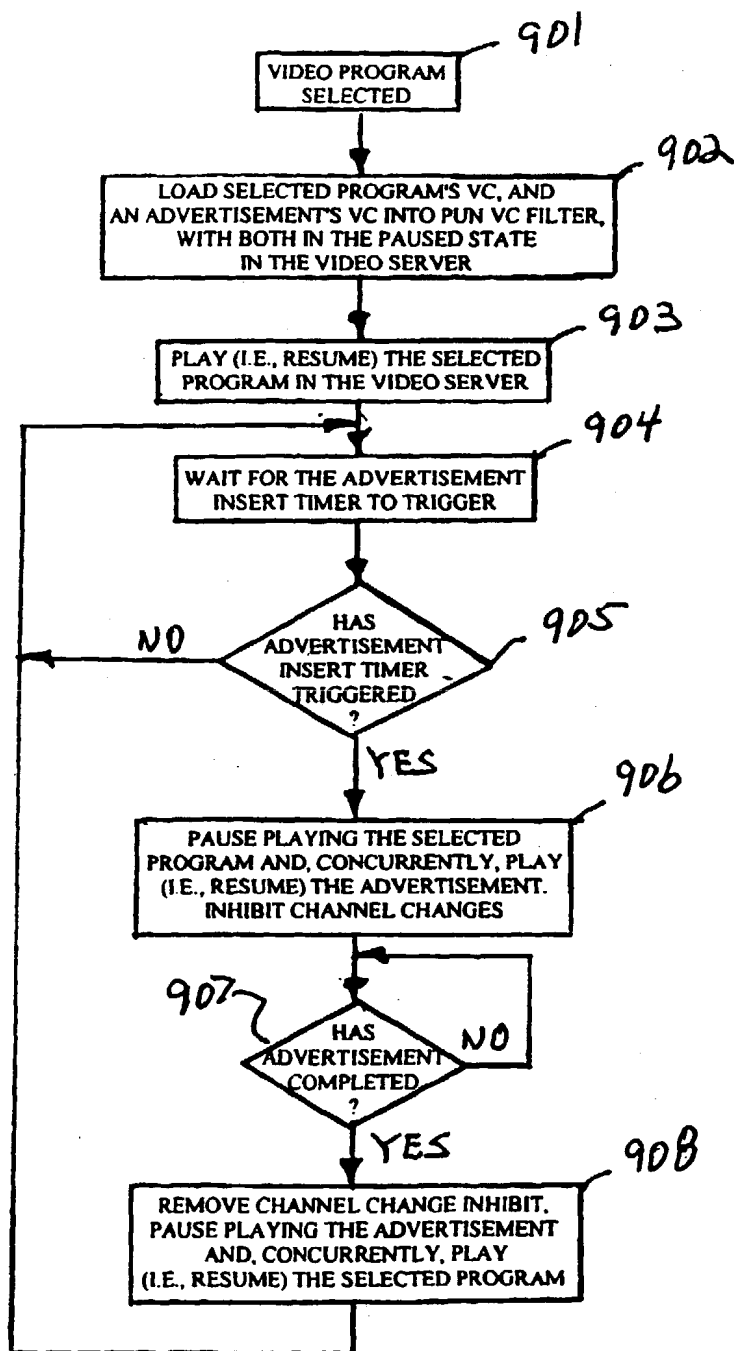 901
VIDEO PROGRAM
SELECTED
902
LOAD SELECTED PROGRAM'S VC, AND
AN ADVERTISEMENT'S VC INTO PUN VC FILTER,
WITH BOTH IN THE PAUSED STATE
IN THE VIDEO SERVER
903
PLAY (I.E., RESUME) THE SELECTED
PROGRAM IN THE VIDEO SERVER
904
WAIT FOR THE ADVERTISEMENT
INSERT TIMER TO TRIGGER
905
HAS
ADVERTISEMENT
INSERT TIMER
TRIGGERED
?
NO
YES
906
PAUSE PLAYING THE SELECTED
PROGRAM AND, CONCURRENTLY, PLAY
(I.E., RESUME) THE ADVERTISEMENT.
INHIBIT CHANNEL CHANGES
907
HAS
ADVERTISEMENT
COMPLETED
?
NO
YES
908
REMOVE CHANNEL CHANGE INHIBIT,
PAUSE PLAYING THE ADVERTISEMENT
AND, CONCURRENTLY, PLAY
(I.E., RESUME) THE SELECTED PROGRAM